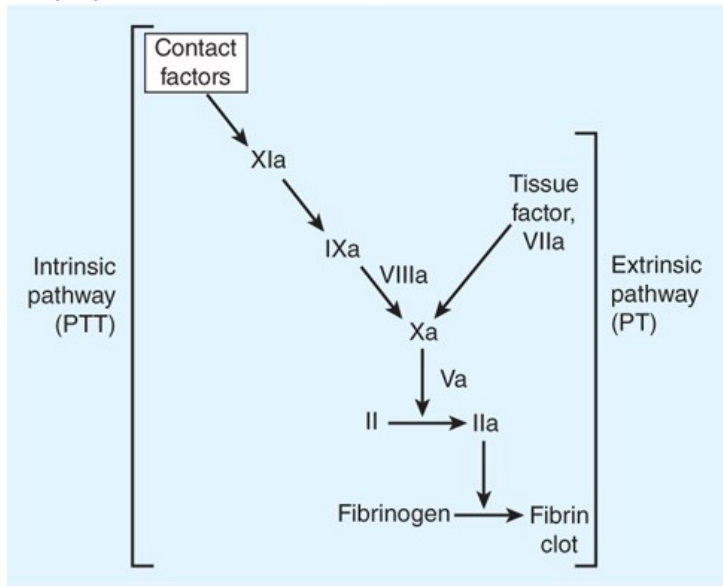 Contact
factors
XIa
Tissue
factor,
VIIa
IXa
VIIIa
Intrinsic
pathway
(PTT)
Extrinsic
pathway
(PT)
Xa
Va
II IIa
Fibrinogen Fibrin
clot